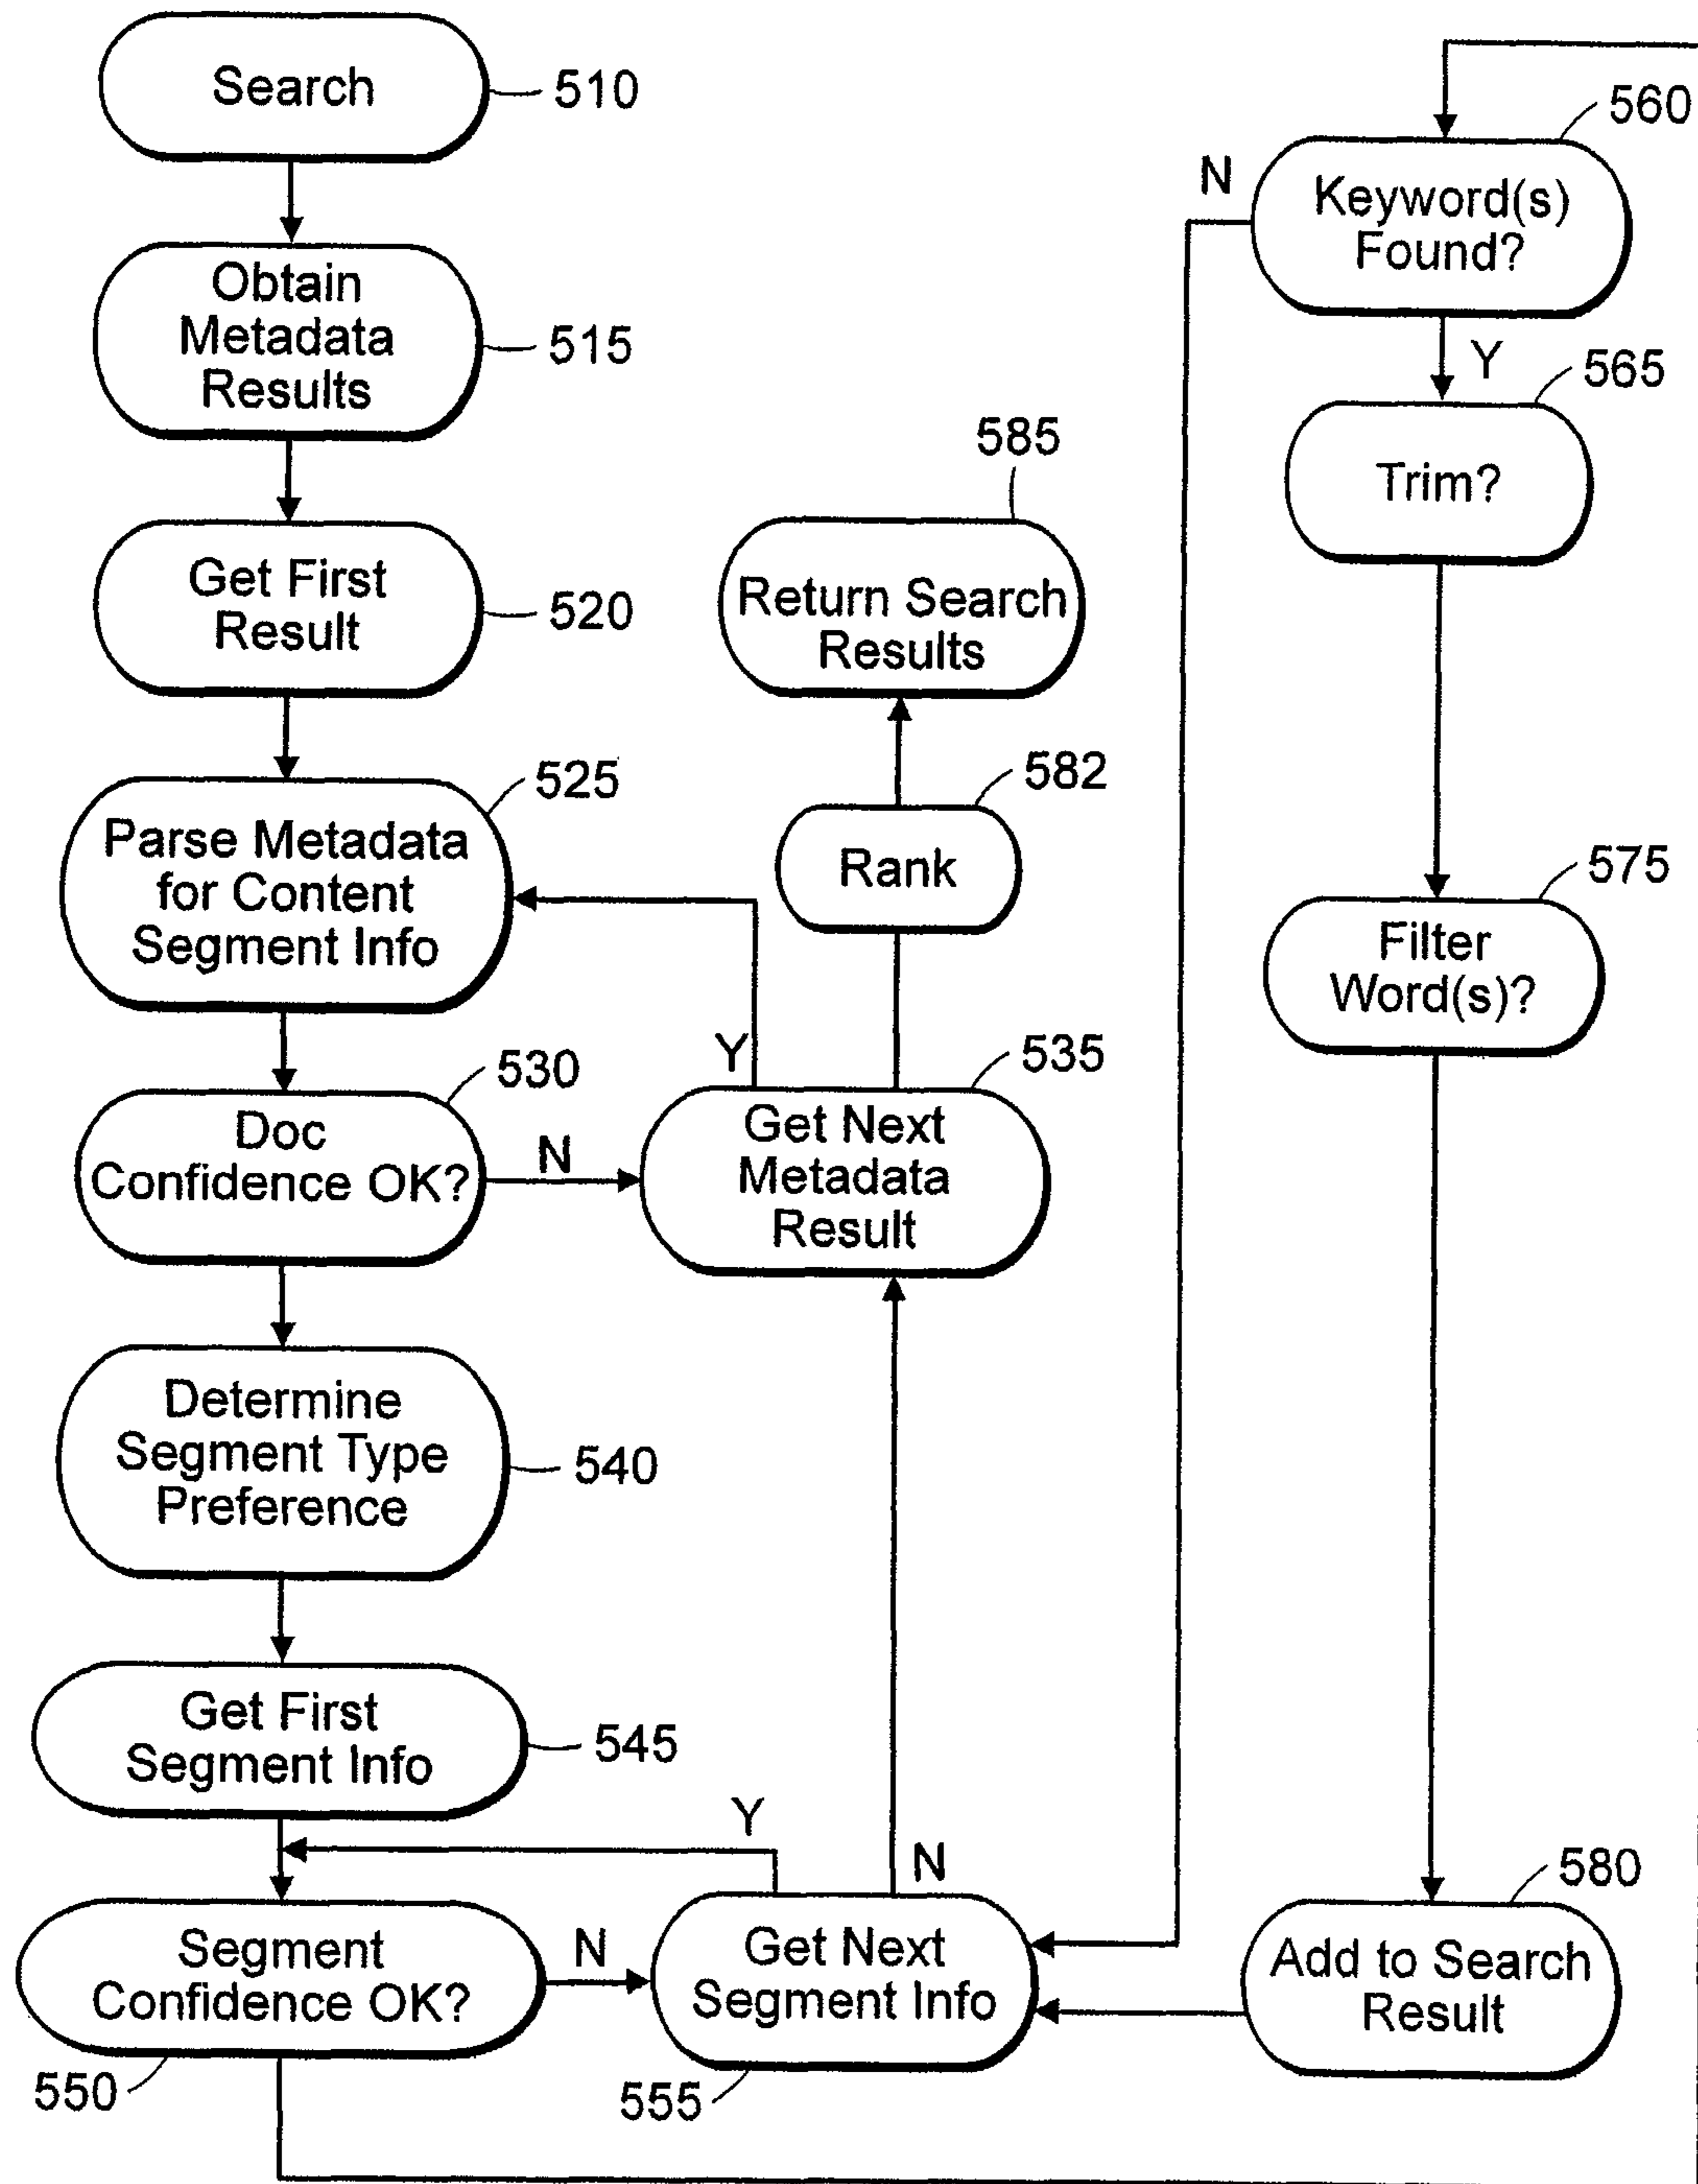 Search
510
Obtain
Metadata
Results
515
Get First
Result
520
Parse Metadata
for Content
Segment Info
525
Doc
Confidence OK?
530
N
Determine
Segment Type
Preference
540
Get First
Segment Info
545
Segment
Confidence OK?
550
N
Return Search
Results
585
Rank
582
Y
Get Next
Metadata
Result
535
Y
N
Get Next
Segment Info
555
Keyword(s)
Found?
560
N
Y
Trim?
565
Filter
Word(s)?
575
Add to Search
Result
580